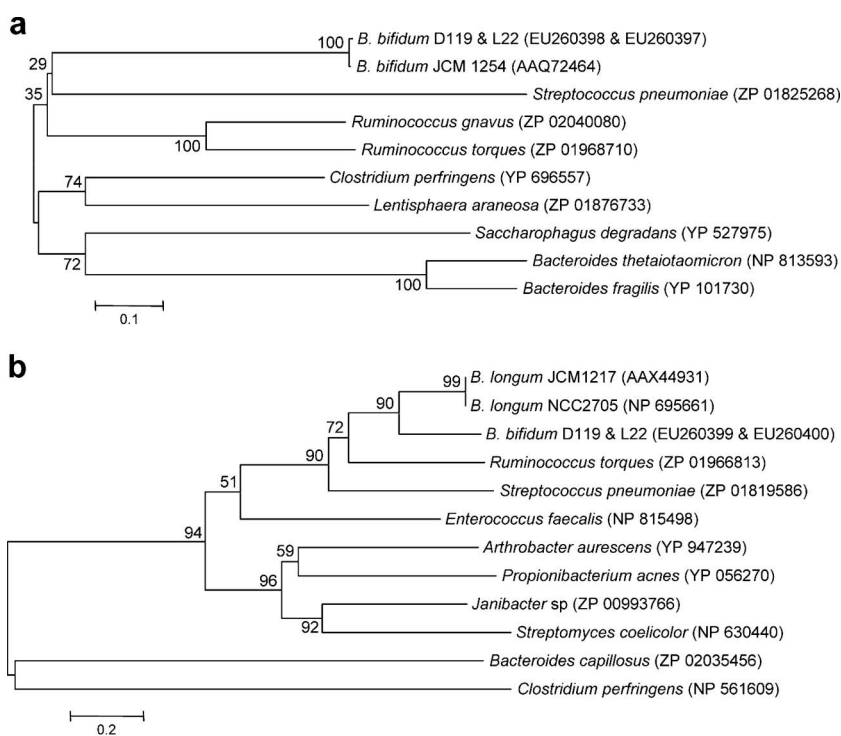 a
100 B. bifidum D119 & L22 (EU260398 & EU260397)
B. bifidum JCM 1254 (AAQ72464)
29
35
Streptococcus pneumoniae (ZP 01825268)
Ruminococcus gnavus (ZP 02040080)
100
Ruminococcus torques (ZP 01968710)
74 Clostridium perfringens (YP 696557)
Lentisphaera araneosa (ZP 01876733)
Saccharophagus degradans (YP 527975)
72
Bacteroides thetaiotaomicron (NP 813593)
100
Bacteroides fragilis (YP 101730)
0.1
b
99 B. longum JCM1217 (AAX44931)
90 B. longum NCC2705 (NP 695661)
72 B. bifidum D119 & L22 (EU260399 & EU260400)
90 Ruminococcus torques (ZP 01966813)
51 Streptococcus pneumoniae (ZP 01819586)
Enterococcus faecalis (NP 815498)
94
59 Arthrobacter aurescens (YP 947239)
96 Propionibacterium acnes (YP 056270)
Janibacter sp (ZP 00993766)
92 Streptomyces coelicolor (NP 630440)
Bacteroides capillosus (ZP 02035456)
Clostridium perfringens (NP 561609)
0.2